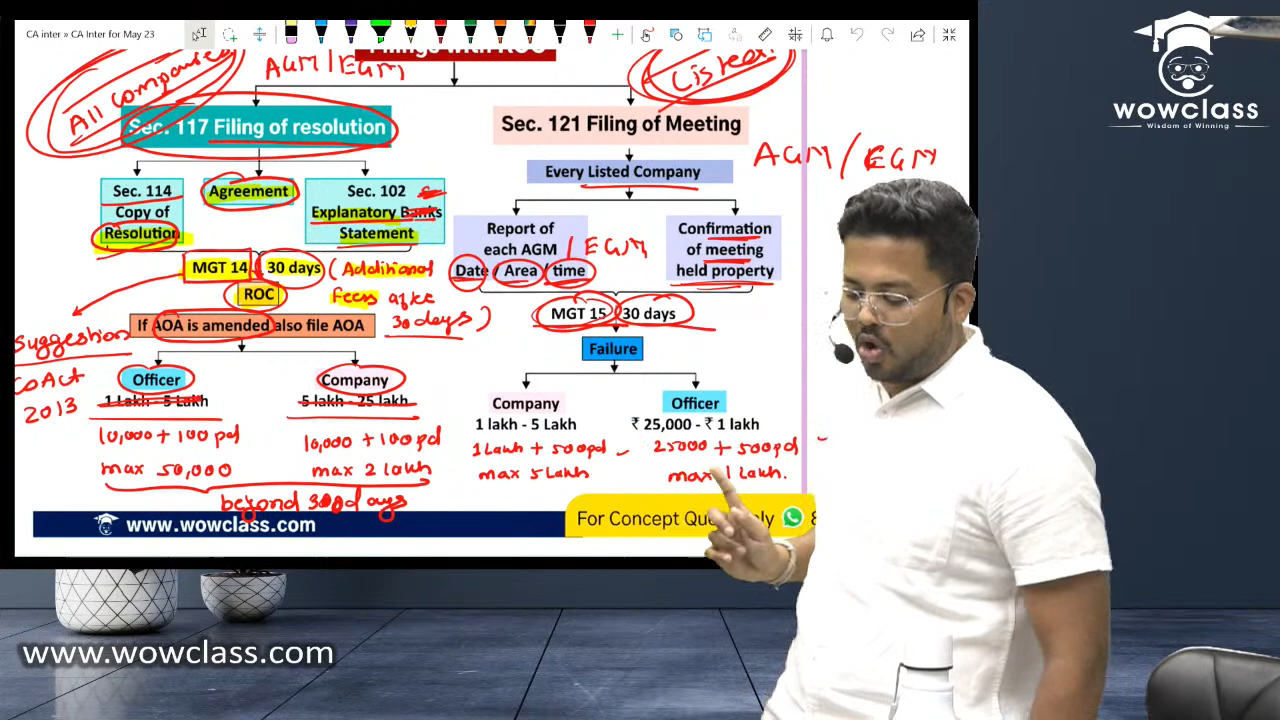 CA inter » CA Inter for May 23
AGM/EGM
All companies
Sec. 117 Filing of resolution
Sec. 114
Copy of
Resolution
Agreement
Sec. 102
Explanatory Banks
Statement
MGT 14
30 days
(Additional
Fees after
30 days)
ROC
If AOA is amended also file AOA
Suggestion
CoAct
2013
Officer
1 Lakh - 5 Lakh
10,000 + 100 pd
max 50,000
Company
5 lakh - 25 lakh
10,000 + 100 pd
max 2 lakh
beyond 300 days
Sec. 121 Filing of Meeting
AGM/EGM
Every Listed Company
Report of
each AGM
/EGM
Date / Area / time
Confirmation
of meeting
held property
MGT 15
30 days
Failure
Company
1 lakh - 5 Lakh
1 Lakh + 500 pd
max 5 Lakh
Officer
₹ 25,000 - ₹ 1 lakh
25000 + 500 pd
max 1 Lakh.
www.wowclass.com
For Concept
8
wowclass
Wisdom of Winning
www.wowclass.com